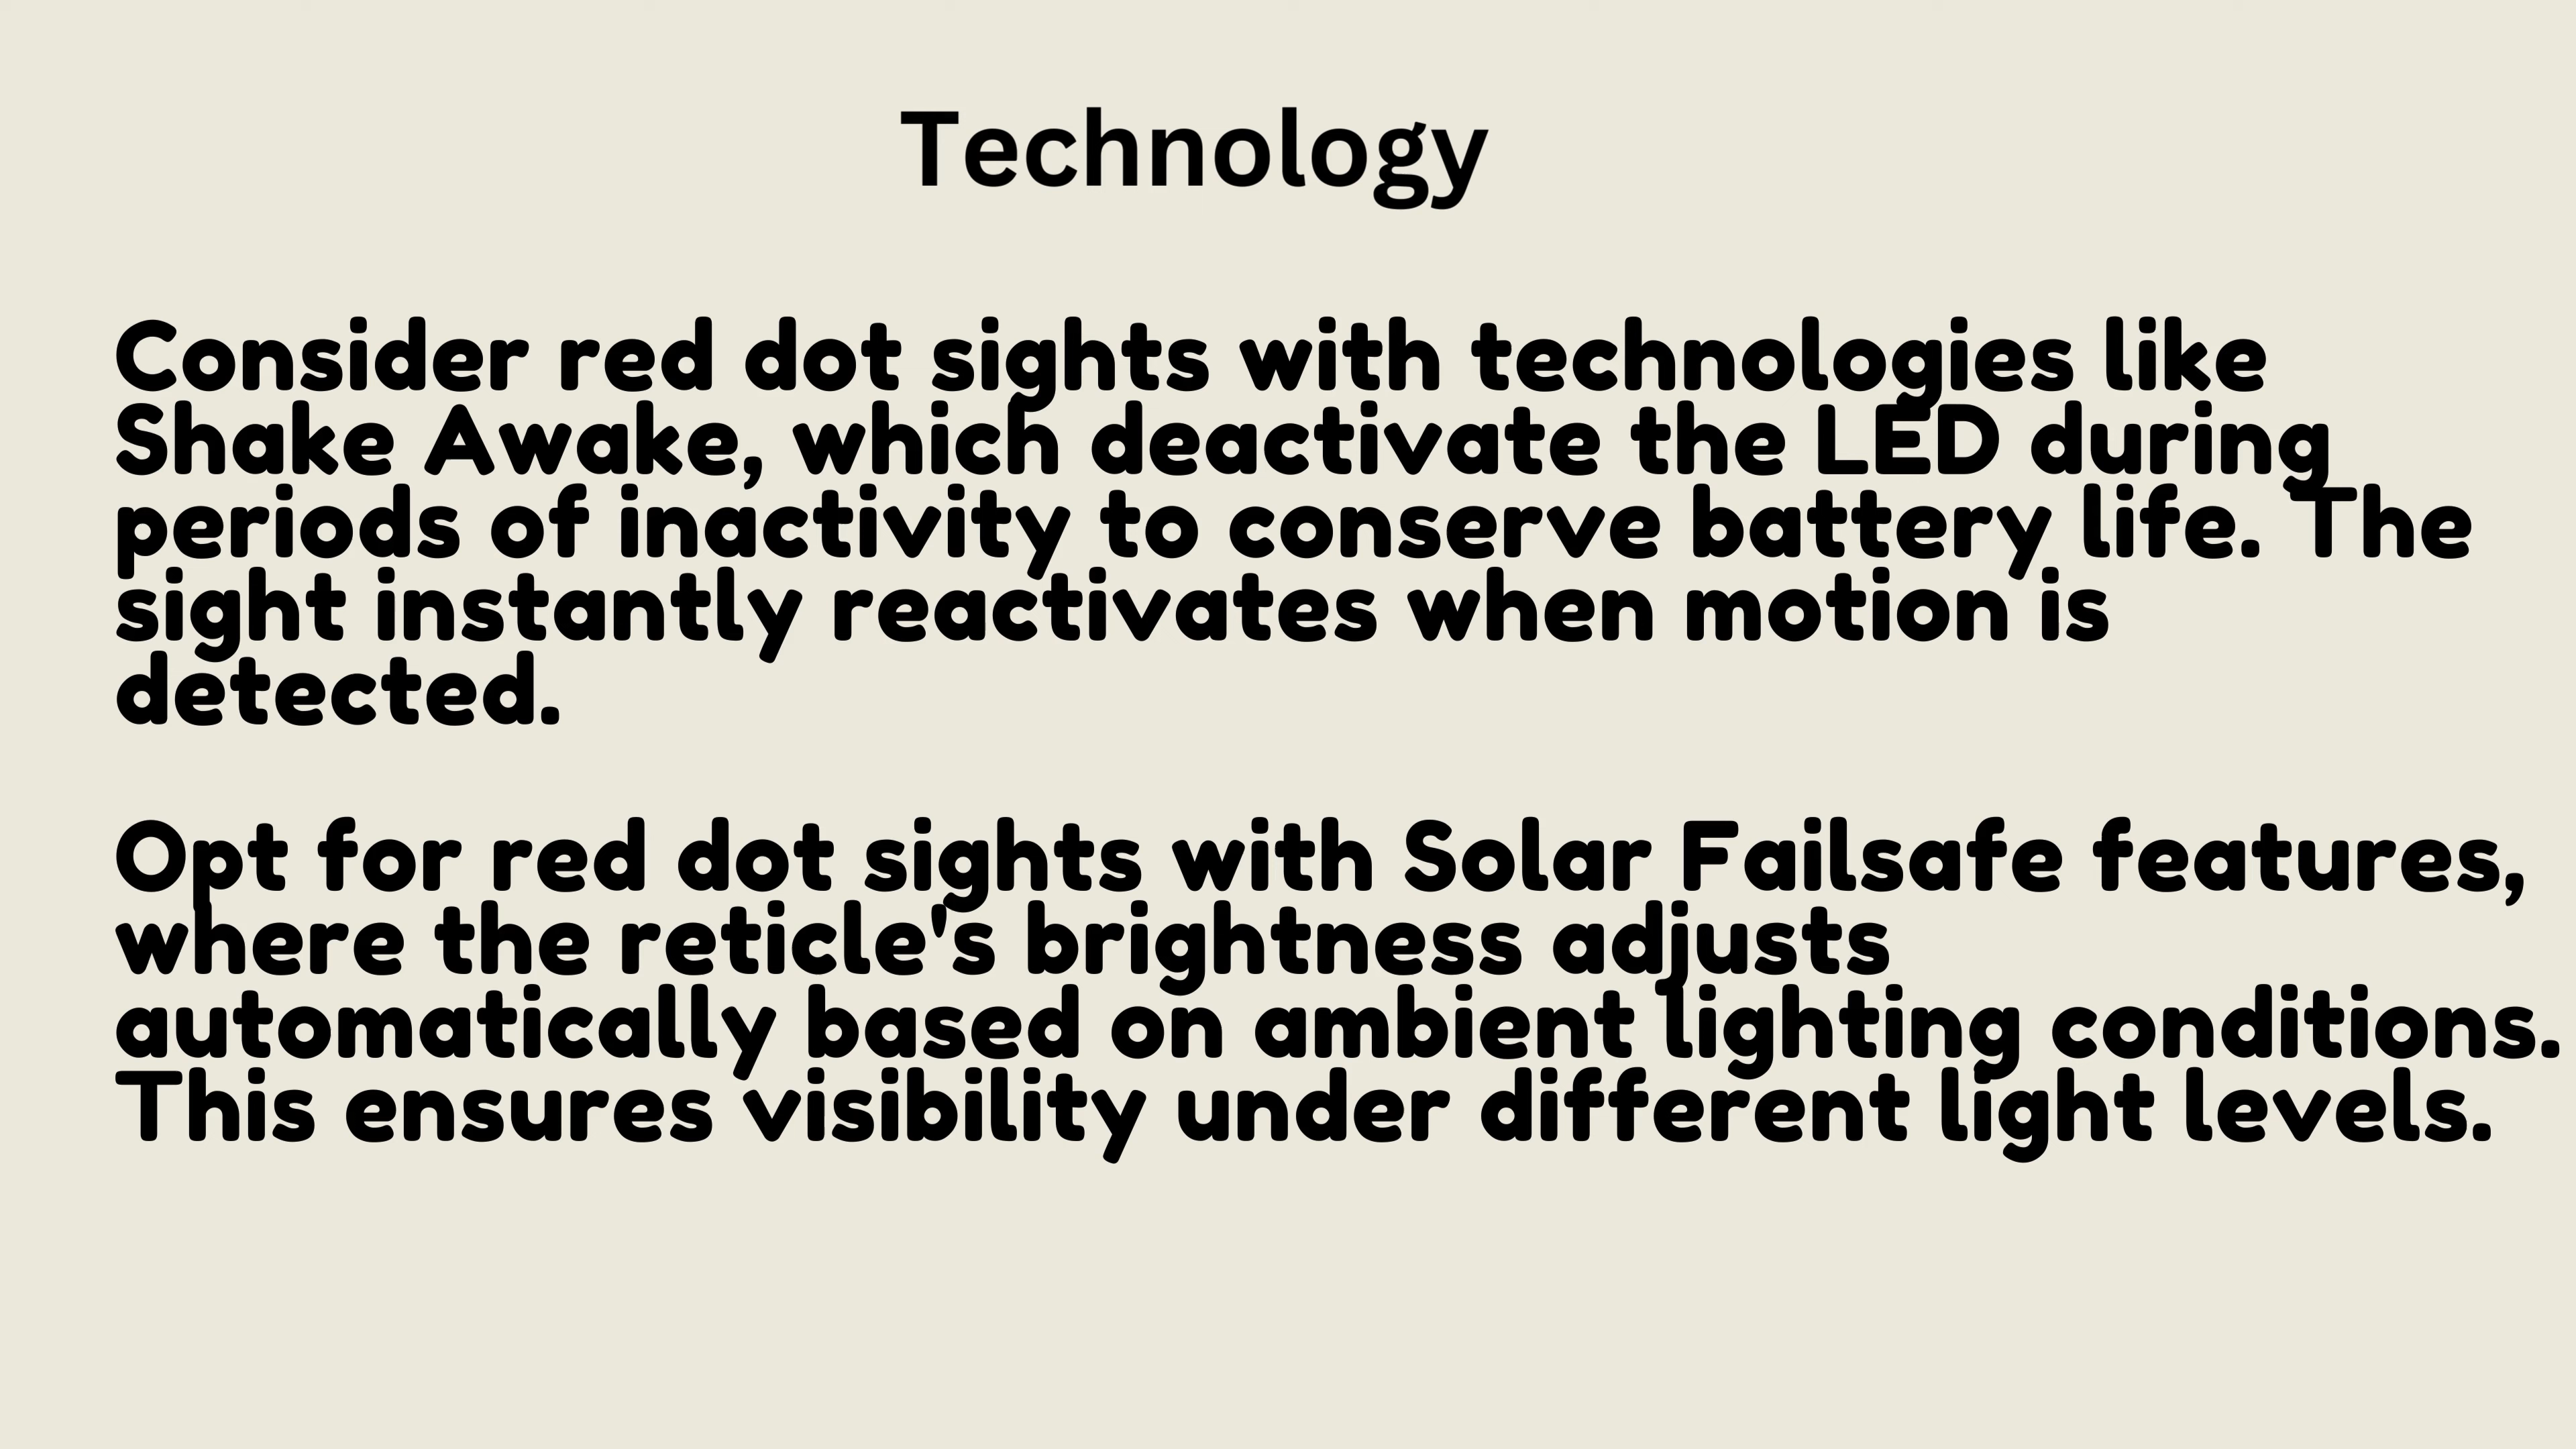 Technology
Consider red dot sights with technologies like
Shake Awake, which deactivate the LED during
periods of inactivity to conserve battery life. The
sight instantly reactivates when motion is
detected.
Opt for red dot sights with Solar Failsafe features,
where the reticle's brightness adjusts
automatically based on ambient lighting conditions.
This ensures visibility under different light levels.